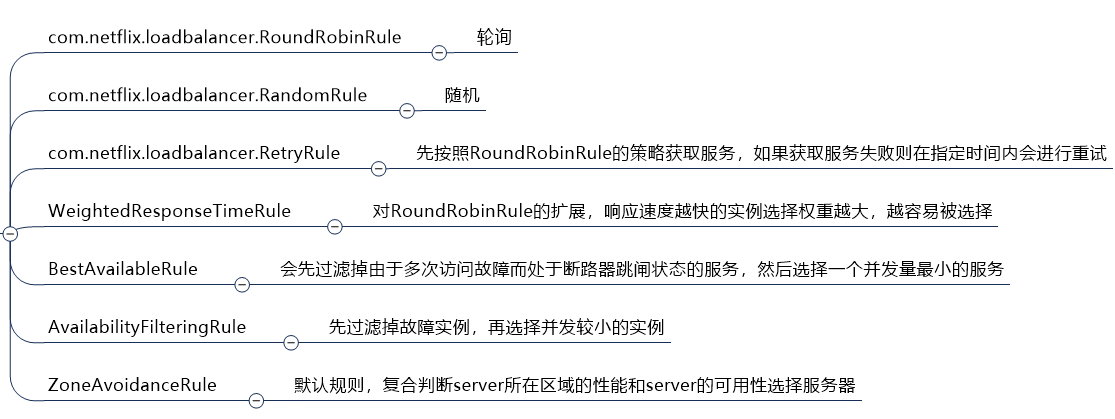 com.netflix.loadbalancer.RoundRobinRule 轮询
com.netflix.loadbalancer.RandomRule 随机
com.netflix.loadbalancer.RetryRule 先按照RoundRobinRule的策略获取服务，如果获取服务失败则在指定时间内会进行重试
WeightedResponseTimeRule 对RoundRobinRule的扩展，响应速度越快的实例选择权重越大，越容易被选择
BestAvailableRule 会先过滤掉由于多次访问故障而处于断路器跳闸状态的服务，然后选择一个并发量最小的服务
AvailabilityFilteringRule 先过滤掉故障实例，再选择并发较小的实例
ZoneAvoidanceRule 默认规则，复合判断server所在区域的性能和server的可用性选择服务器